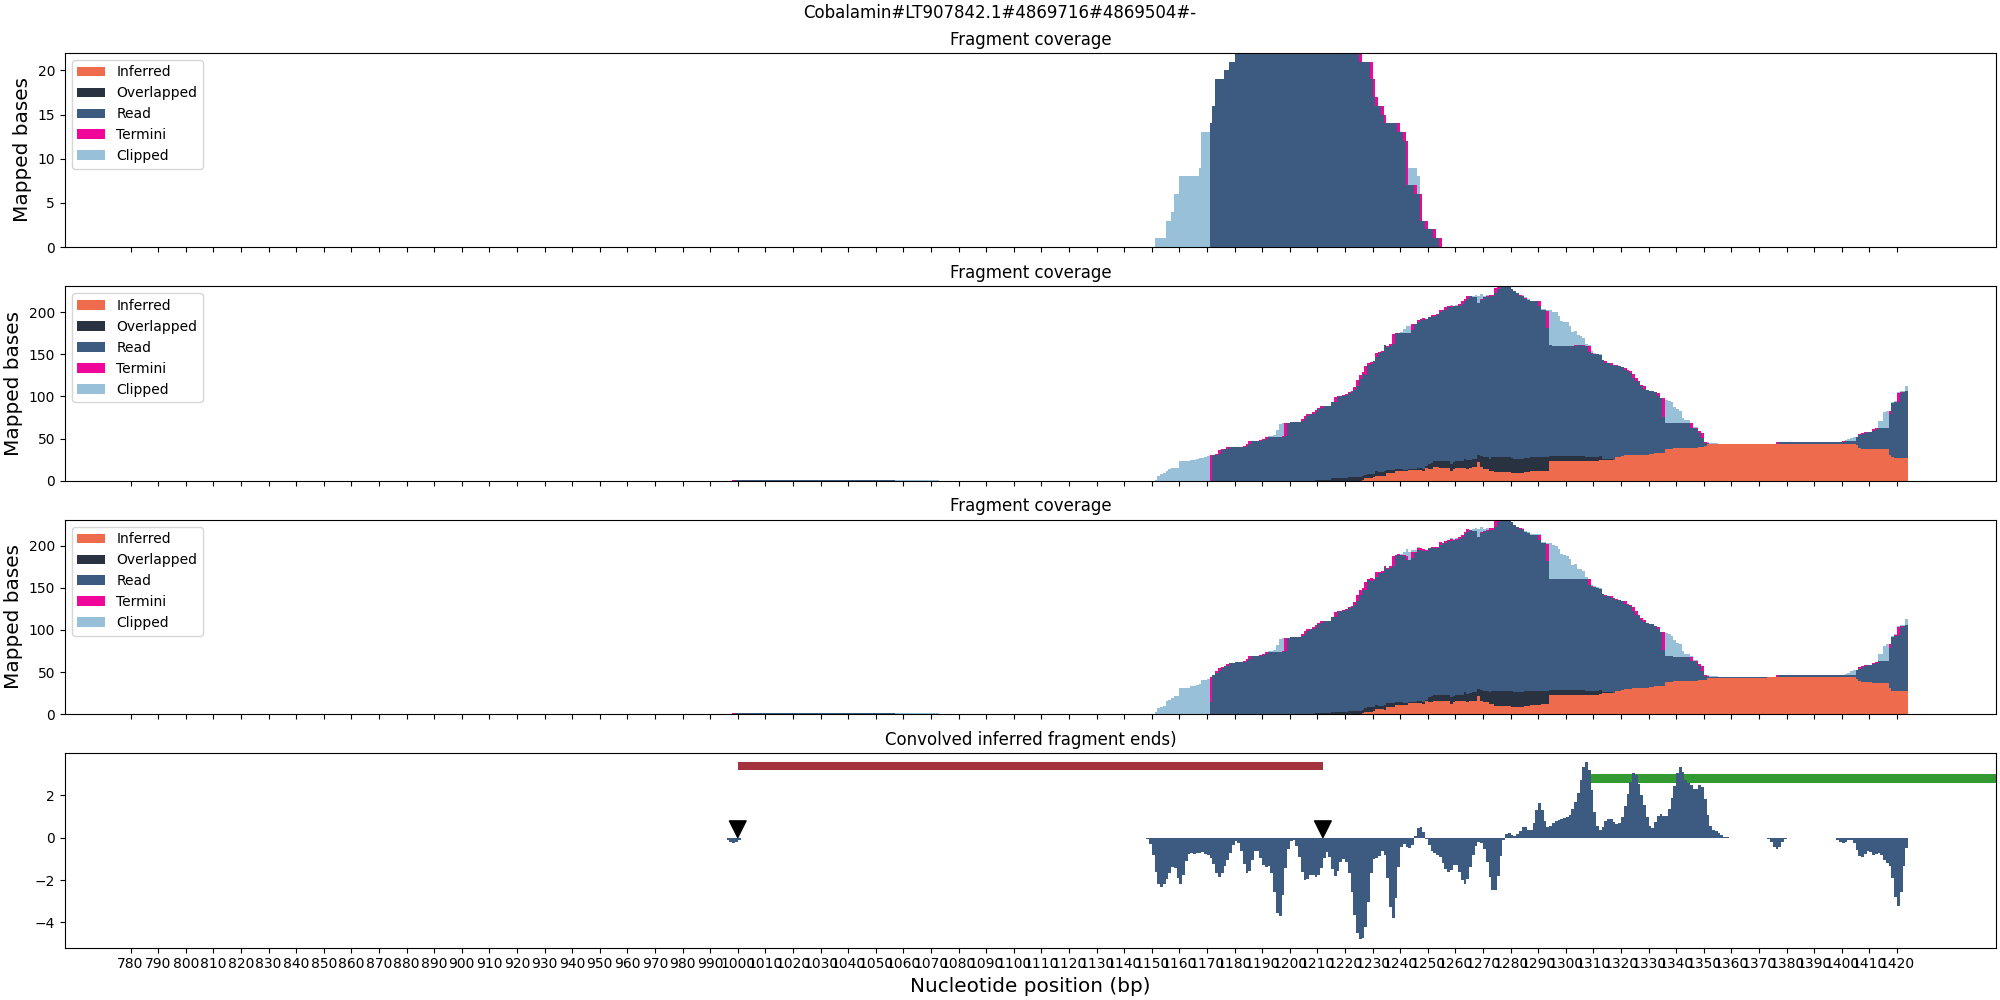 Cobalamin#LT907842.1#4869716#4869504#-
Fragment coverage
Mapped bases
20
15
10
5
0
Inferred
Overlapped
Read
Termini
Clipped
Fragment coverage
Mapped bases
200
150
100
50
0
Inferred
Overlapped
Read
Termini
Clipped
Fragment coverage
Mapped bases
200
150
100
50
0
Inferred
Overlapped
Read
Termini
Clipped
Convolved inferred fragment ends)
2
0
−2
−4
780 790 800 810 820 830 840 850 860 870 880 890 900 910 920 930 940 950 960 970 980 990 1000 1010 1020 1030 1040 1050 1060 1070 1080 1090 1100 1110 1120 1130 1140 1150 1160 1170 1180 1190 1200 1210 1220 1230 1240 1250 1260 1270 1280 1290 1300 1310 1320 1330 1340 1350 1360 1370 1380 1390 1400 1410 1420
Nucleotide position (bp)